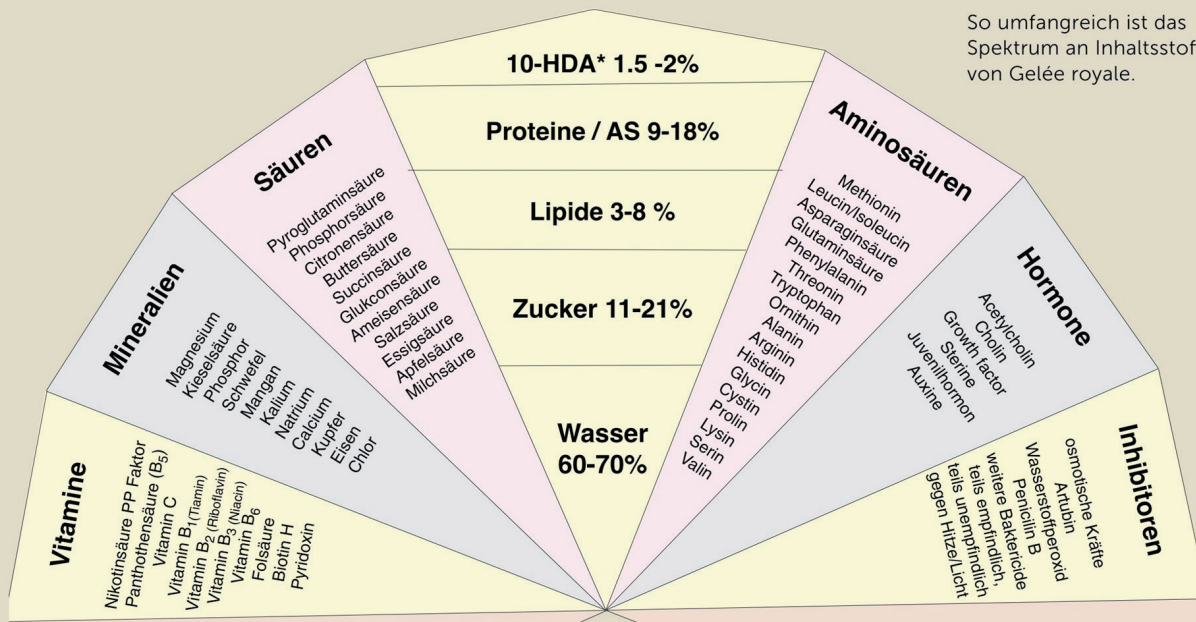 So umfangreich ist das
Spektrum an Inhaltsstof
von Gelée royale.
10-HDA* 1.5 -2%
Proteine / AS 9-18%
Lipide 3-8 %
Zucker 11-21%
Wasser
60-70%
Säuren
Pyroglutaminsäure
Phosphorsäure
Citronensäure
Buttersäure
Succinsäure
Glukconsäure
Ameisensäure
Salzsäure
Essigsäure
Apfelsäure
Milchsäure
Mineralien
Magnesium
Kieselsäure
Phosphor
Schwefel
Mangan
Kalium
Natrium
Calcium
Kupfer
Eisen
Chlor
Vitamine
Nikotinsäure PP Faktor
Panthothensäure (B5)
Vitamin C
Vitamin B1(Tiamin)
Vitamin B2 (Riboflavin)
Vitamin B3 (Niacin)
Vitamin B6
Folsäure
Biotin H
Pyridoxin
Aminosäuren
Methionin
Leucin/Isoleucin
Asparaginsäure
Glutaminsäure
Phenylalanin
Threonin
Tryptophan
Ornithin
Alanin
Arginin
Histidin
Glycin
Cystin
Prolin
Lysin
Serin
Valin
Hormone
Acetylcholin
Cholin
Growth factor
Sterine
Juvenilhormon
Auxine
Inhibitoren
osmotische Kräfte
Artubin
Wasserstoffperoxid
Penicilin B
weitere Baktericide
teils empfindlich,
teils unempfindlich
gegen Hitze/Licht